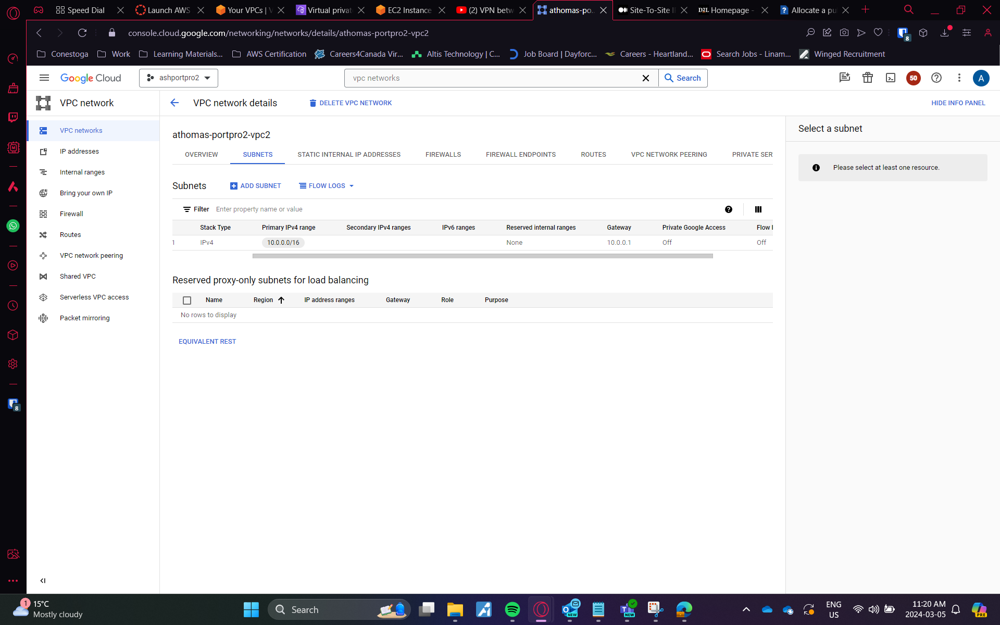 Speed Dial
Launch AWS
Your VPCs | V
Virtual privat
EC2 Instance
(2) VPN betw
athomas-po...
Site-To-Site I
D2L Homepage -
Allocate a pu
console.cloud.google.com/networking/networks/details/athomas-portpro2-vpc2
8
Conestoga
Work
Learning Materials...
AWS Certification
Careers4Canada Vir...
Altis Technology | C...
Job Board | Dayforc...
Careers - Heartland...
Search Jobs - Linam...
Winged Recruitment
Google Cloud
ashportpro2
vpc networks
Search
50
A
VPC network
VPC network details
DELETE VPC NETWORK
HIDE INFO PANEL
VPC networks
IP addresses
Internal ranges
Bring your own IP
Firewall
Routes
VPC network peering
Shared VPC
Serverless VPC access
Packet mirroring
athomas-portpro2-vpc2
OVERVIEW
SUBNETS
STATIC INTERNAL IP ADDRESSES
FIREWALLS
FIREWALL ENDPOINTS
ROUTES
VPC NETWORK PEERING
PRIVATE SER
Subnets
ADD SUBNET
FLOW LOGS
Filter Enter property name or value
Stack Type Primary IPv4 range Secondary IPv4 ranges IPv6 ranges Reserved internal ranges Gateway Private Google Access Flow l
1 IPv4 10.0.0.0/16 None 10.0.0.1 Off Off
Reserved proxy-only subnets for load balancing
Name Region IP address ranges Gateway Role Purpose
No rows to display
EQUIVALENT REST
Select a subnet
Please select at least one resource.
8
1
15°C
Mostly cloudy
Search
NEW
NEW
ENG
US
11:20 AM
2024-03-05
PRE